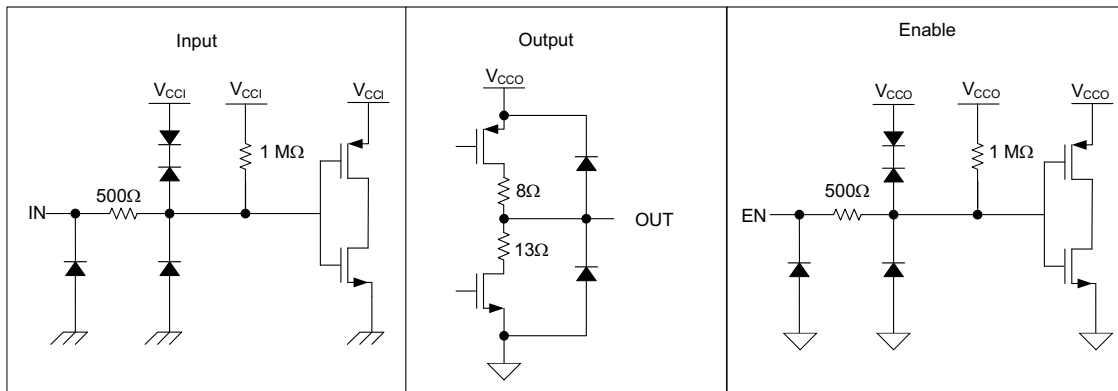 Input
V_CCI V_CCI V_CCI
1 MΩ
500Ω
IN
Output
V_CCO
8Ω
OUT
13Ω
Enable
V_CCO V_CCO V_CCO
1 MΩ
500Ω
EN